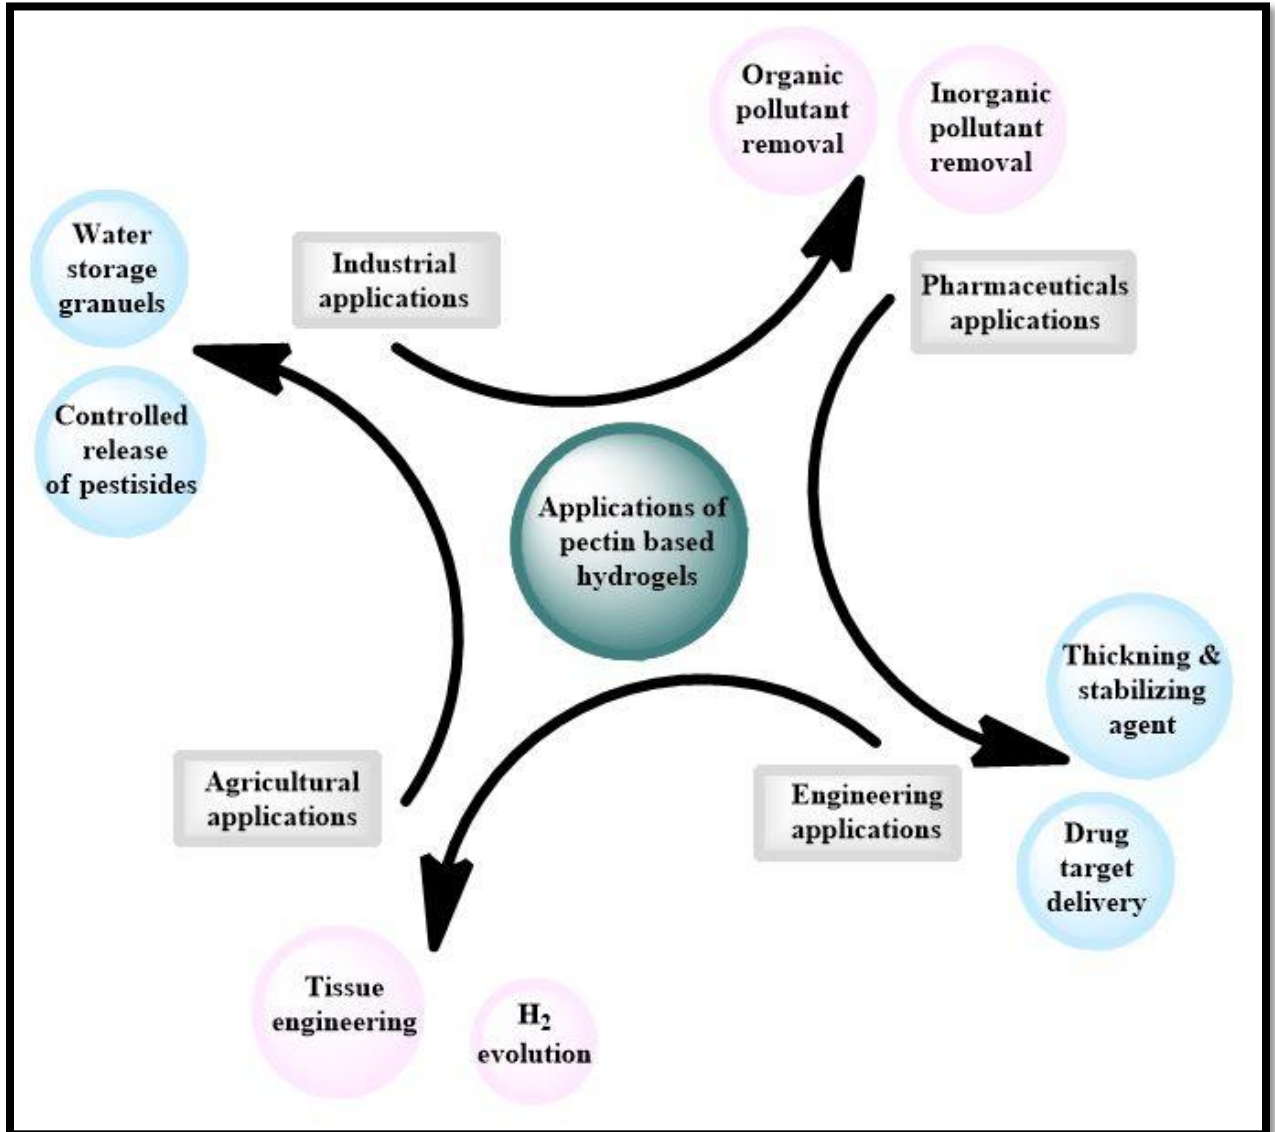 Organic
pollutant
removal
Inorganic
pollutant
removal
Water
storage
granuels
Industrial
applications
Pharmaceuticals
applications
Controlled
release
of pestisides
Applications of
pectin based
hydrogels
Thickning &
stabilizing
agent
Agricultural
applications
Engineering
applications
Drug
target
delivery
Tissue
engineering
H₂
evolution